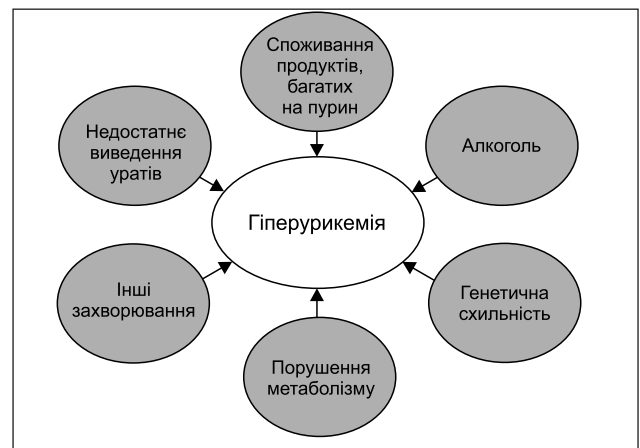 Споживання
продуктів,
багатих
на пурин
Недостатнє
виведення
уратів
Алкоголь
Гіперурикемія
Інші
захворювання
Генетична
схильність
Порушення
метаболізму